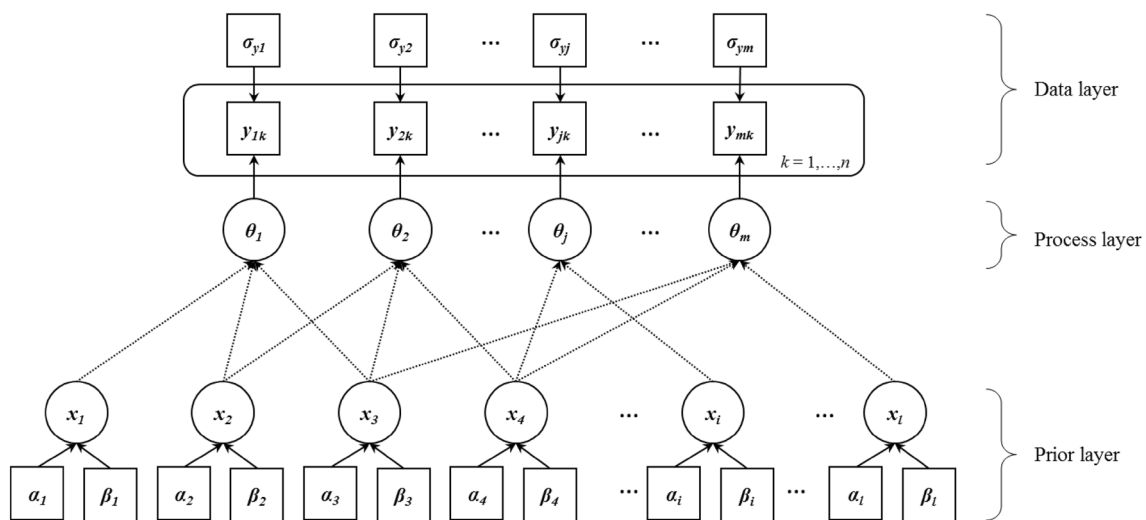 σy1 σy2 ... σyj ... σym
Data layer
y1k y2k ... yjk ... ymk
k = 1,...,n
θ1 θ2 ... θj ... θm
Process layer
x1 x2 x3 x4 ... xi ... xl
Prior layer
α1 β1 α2 β2 α3 β3 α4 β4 ... αi βi ... αl βl